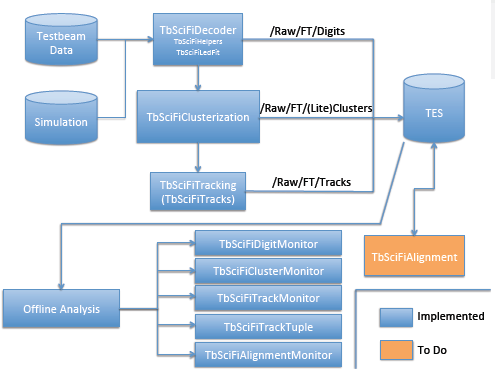 Testbeam
Data
TbSciFiDecoder
TbSciFiHelpers
TbSciFiLedFit
/Raw/FT/Digits
Simulation
TbSciFiClusterization
/Raw/FT/(Lite)Clusters
TES
TbSciFiTracking
(TbSciFiTracks)
/Raw/FT/Tracks
TbSciFiAlignment
TbSciFiDigitMonitor
TbSciFiClusterMonitor
TbSciFiTrackMonitor
TbSciFiTrackTuple
TbSciFiAlignmentMonitor
Offline Analysis
Implemented
To Do